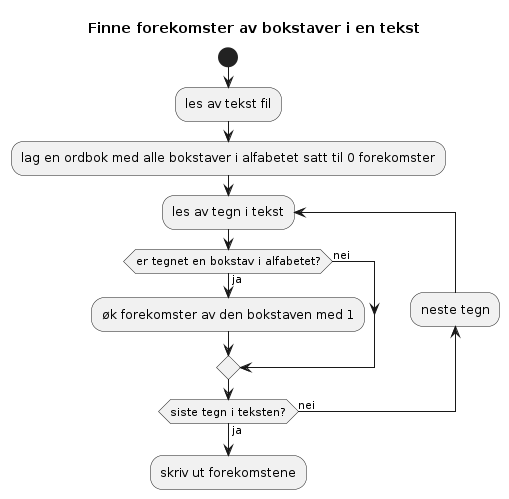 Finne forekomster av bokstaver i en tekst
les av tekst fil
lag en ordbok med alle bokstaver i alfabetet satt til 0 forekomster
les av tegn i tekst
er tegnet en bokstav i alfabetet?
nei
ja
øk forekomster av den bokstaven med 1
neste tegn
siste tegn i teksten?
nei
ja
skriv ut forekomstene